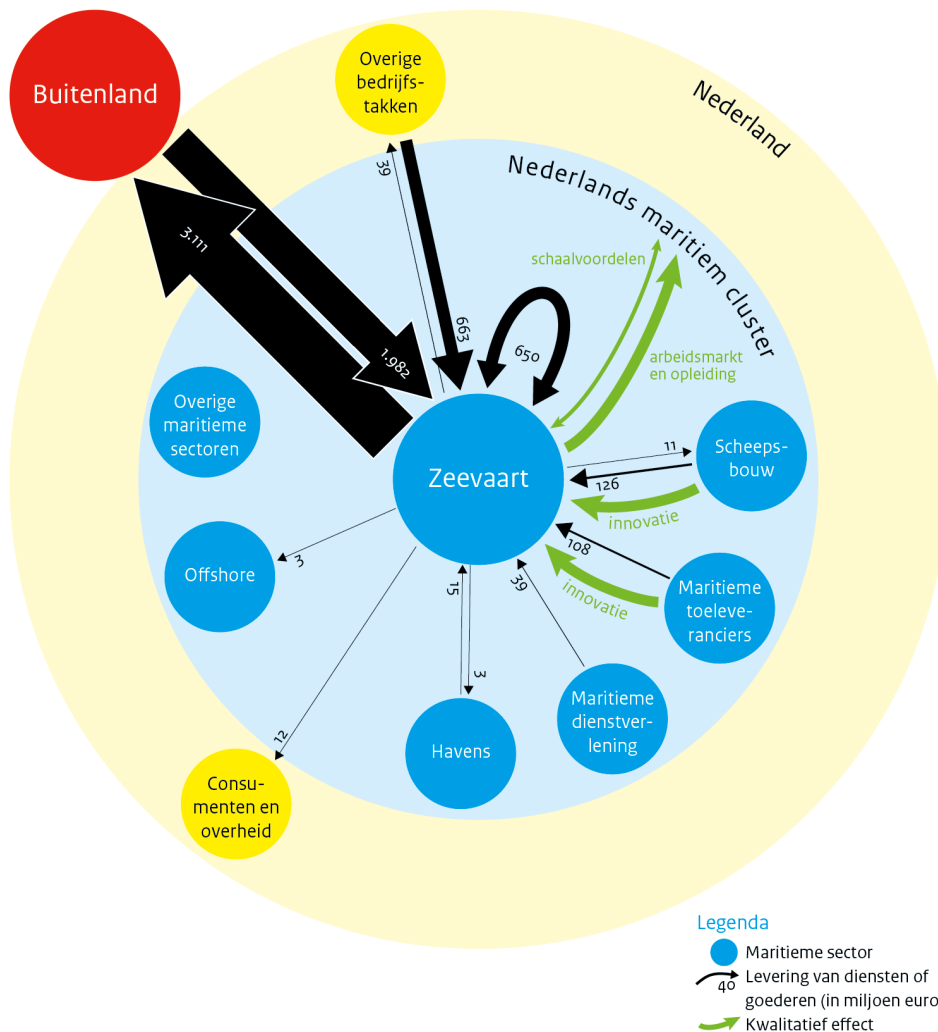 Buitenland
Overige
bedrijfs-
takken
Nederland
Nederlands maritiem cluster
39
3.111
schaalvoordelen
663
650
1.982
arbeidsmarkt
en opleiding
Overige
maritieme
sectoren
Zeevaart
11
Scheeps-
bouw
126
innovatie
108
3
Offshore
15
39
innovatie
Maritieme
toeleve-
ranciers
3
Maritieme
dienstver-
lening
12
Havens
Consu-
menten en
overheid
Legenda
Maritieme sector
Levering van diensten of
40
goederen (in miljoen euro
Kwalitatief effect